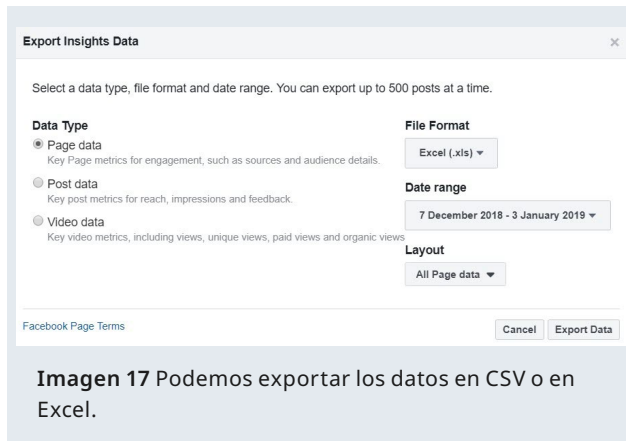 Export Insights Data
Select a data type, file format and date range. You can export up to 500 posts at a time.
Data Type
Page data
Key Page metrics for engagement, such as sources and audience details.
Post data
Key post metrics for reach, impressions and feedback.
Video data
Key video metrics, including views, unique views, paid views and organic views
File Format
Excel (.xls)
Date range
7 December 2018 - 3 January 2019
Layout
All Page data
Facebook Page Terms
Cancel
Export Data
Imagen 17 Podemos exportar los datos en CSV o en
Excel.